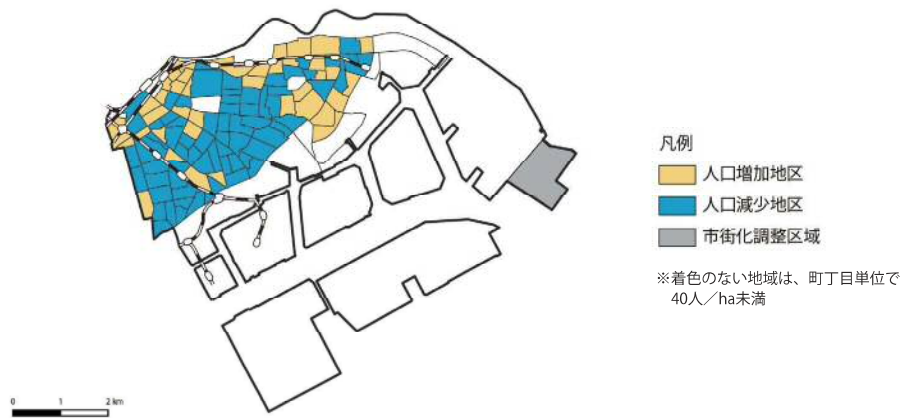 凡例
人口増加地区
人口減少地区
市街化調整区域
※着色のない地域は、町丁目単位で
40人／ha未満
0 1 2 km